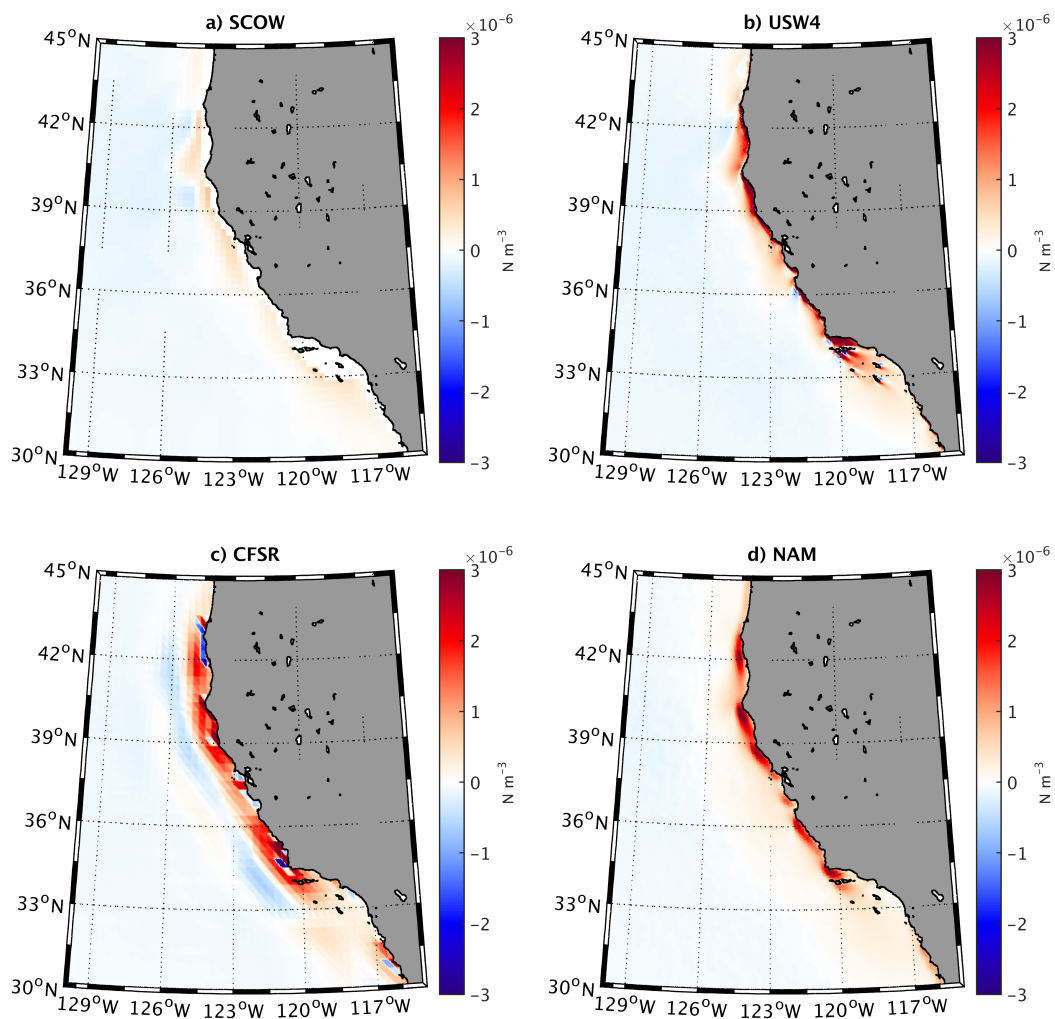 a) SCOW
×10⁻⁶
45°N
42°N
39°N
36°N
33°N
30°N
129°W 126°W 123°W 120°W 117°W
3
2
1
0
−1
−2
−3
N m⁻³
b) USW4
×10⁻⁶
45°N
42°N
39°N
36°N
33°N
30°N
129°W 126°W 123°W 120°W 117°W
3
2
1
0
−1
−2
−3
N m⁻³
c) CFSR
×10⁻⁶
45°N
42°N
39°N
36°N
33°N
30°N
129°W 126°W 123°W 120°W 117°W
3
2
1
0
−1
−2
−3
N m⁻³
d) NAM
×10⁻⁶
45°N
42°N
39°N
36°N
33°N
30°N
129°W 126°W 123°W 120°W 117°W
3
2
1
0
−1
−2
−3
N m⁻³